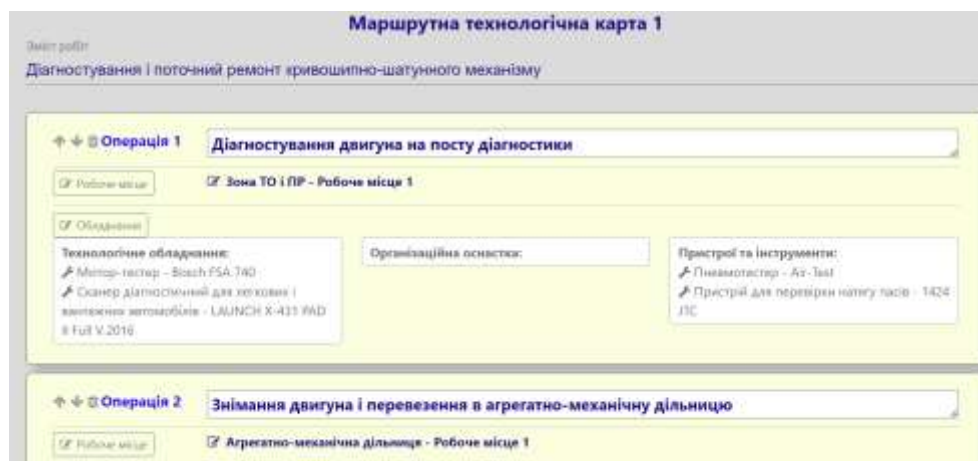 Маршрутна технологічна карта 1
Зміст робіт
Діагностування і поточний ремонт кривошипно-шатунного механізму
Операція 1
Діагностування двигуна на посту діагностики
Робоче місце
Зона ТО і ПР - Робоче місце 1
Обладнання
Технологічне обладнання:
Мотор-тестер - Bosch FSA 740
Сканер діагностичний для легкових і
вантажних автомобілів - LAUNCH X-431 PAD
II Full V.2016
Організаційна оснастка:
Пристрої та інструменти:
Пневмотестер - Air-Test
Пристрій для перевірки натягу пасів - 1424
JTC
Операція 2
Знімання двигуна і перевезення в агрегатно-механічну дільницю
Робоче місце
Агрегатно-механічна дільниця - Робоче місце 1